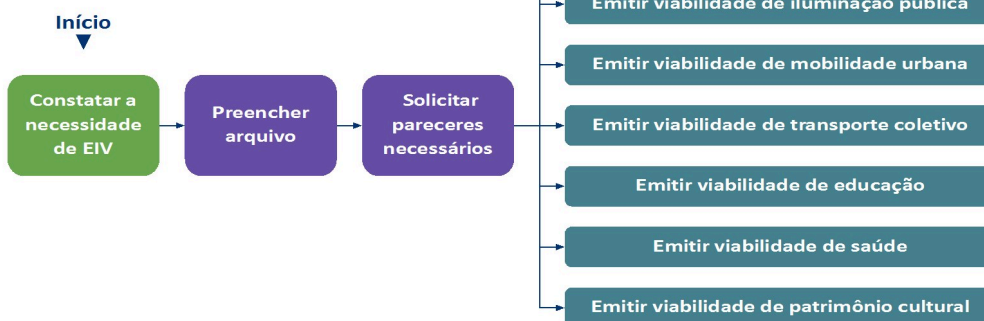 Início
Constatar a
necessidade
de EIV
Preencher
arquivo
Solicitar
pareceres
necessários
Emitir viabilidade de iluminação pública
Emitir viabilidade de mobilidade urbana
Emitir viabilidade de transporte coletivo
Emitir viabilidade de educação
Emitir viabilidade de saúde
Emitir viabilidade de patrimônio cultural